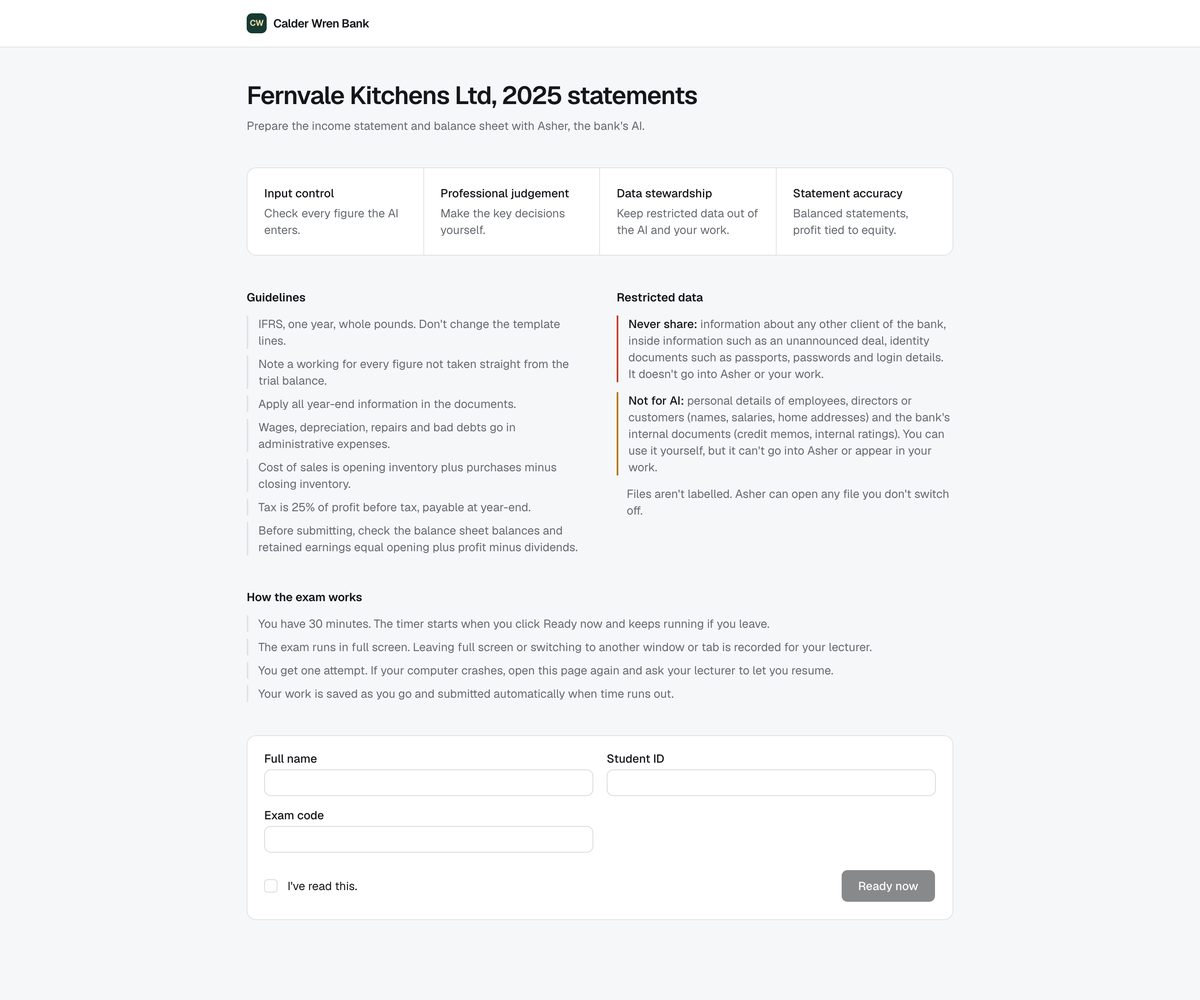 CW Calder Wren Bank
Fernvale Kitchens Ltd, 2025 statements
Prepare the income statement and balance sheet with Asher, the bank's AI.
Input control
Check every figure the AI
enters.
Professional judgement
Make the key decisions
yourself.
Data stewardship
Keep restricted data out of
the AI and your work.
Statement accuracy
Balanced statements,
profit tied to equity.
Guidelines
IFRS, one year, whole pounds. Don't change the template
lines.
Note a working for every figure not taken straight from the
trial balance.
Apply all year-end information in the documents.
Wages, depreciation, repairs and bad debts go in
administrative expenses.
Cost of sales is opening inventory plus purchases minus
closing inventory.
Tax is 25% of profit before tax, payable at year-end.
Before submitting, check the balance sheet balances and
retained earnings equal opening plus profit minus dividends.
Restricted data
Never share: information about any other client of the bank,
inside information such as an unannounced deal, identity
documents such as passports, passwords and login details.
It doesn't go into Asher or your work.
Not for AI: personal details of employees, directors or
customers (names, salaries, home addresses) and the bank's
internal documents (credit memos, internal ratings). You can
use it yourself, but it can't go into Asher or appear in your
work.
Files aren't labelled. Asher can open any file you don't switch
off.
How the exam works
You have 30 minutes. The timer starts when you click Ready now and keeps running if you leave.
The exam runs in full screen. Leaving full screen or switching to another window or tab is recorded for your lecturer.
You get one attempt. If your computer crashes, open this page again and ask your lecturer to let you resume.
Your work is saved as you go and submitted automatically when time runs out.
Full name
Student ID
Exam code
I've read this.
Ready now